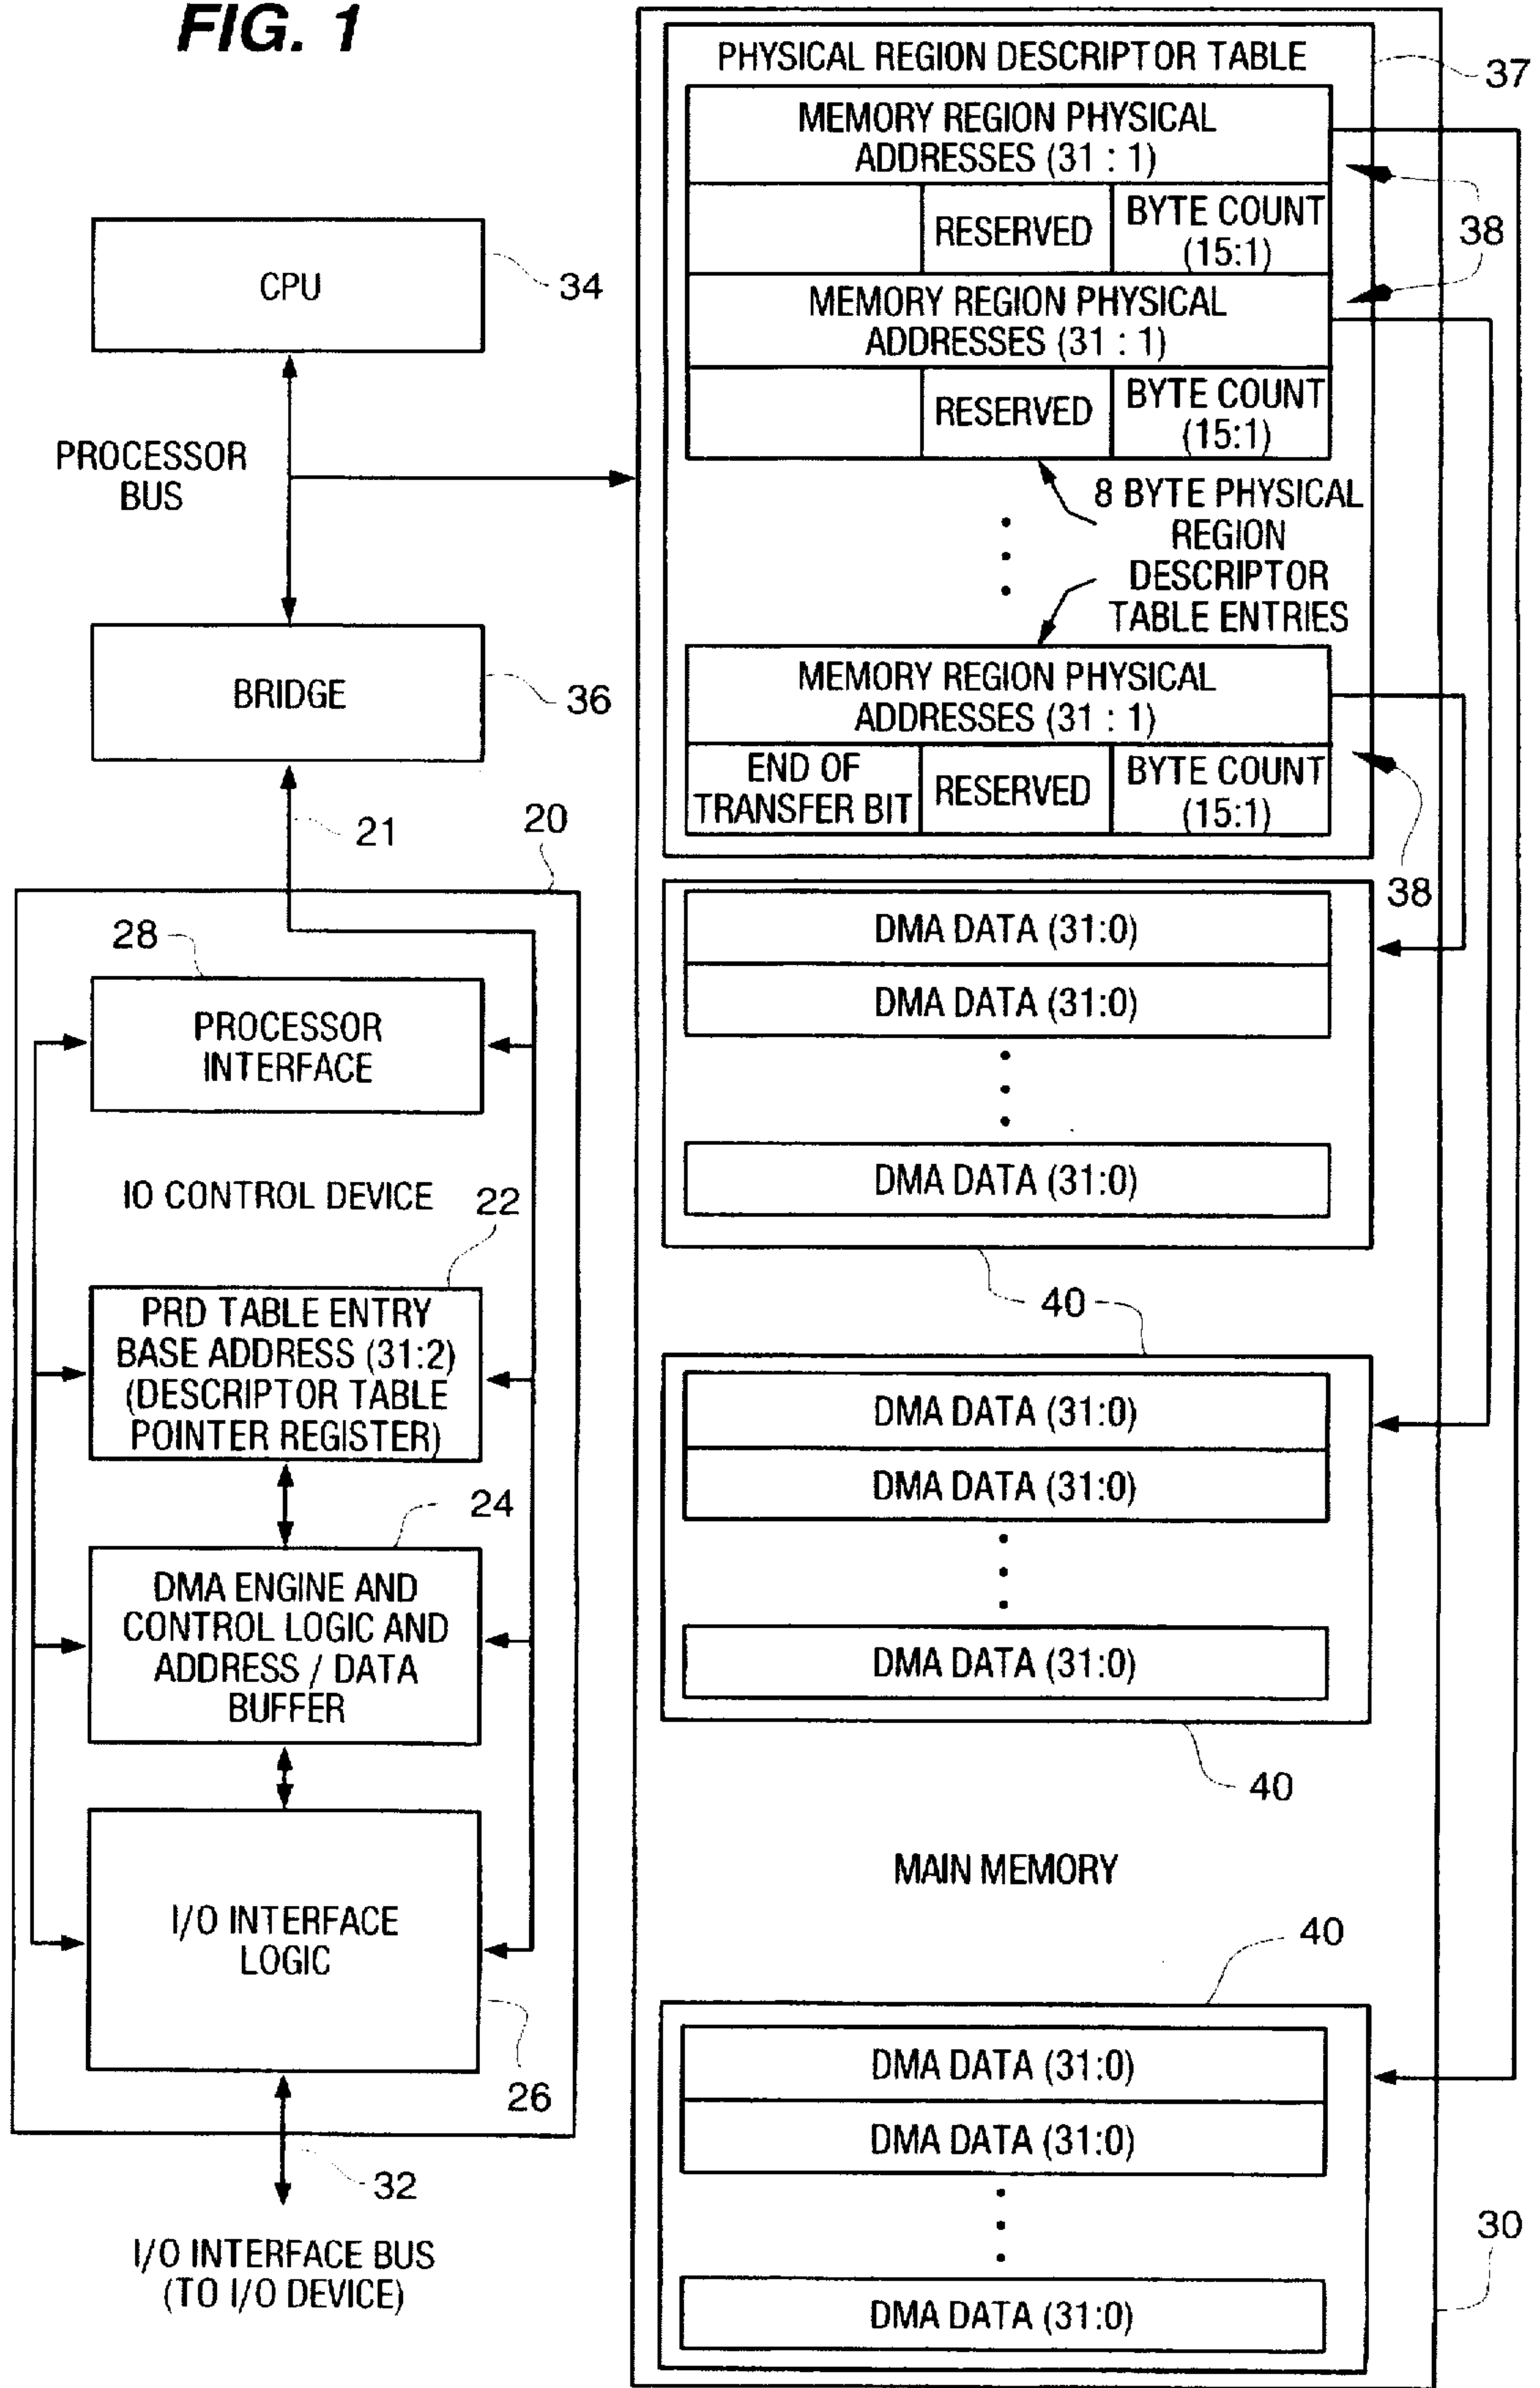 FIG. 1
CPU
34
PROCESSOR
BUS
BRIDGE
36
21
20
28
PROCESSOR
INTERFACE
IO CONTROL DEVICE
22
PRD TABLE ENTRY
BASE ADDRESS (31:2)
(DESCRIPTOR TABLE
POINTER REGISTER)
24
DMA ENGINE AND
CONTROL LOGIC AND
ADDRESS / DATA
BUFFER
I/O INTERFACE
LOGIC
26
32
I/O INTERFACE BUS
(TO I/O DEVICE)
PHYSICAL REGION DESCRIPTOR TABLE
37
MEMORY REGION PHYSICAL
ADDRESSES (31 : 1)
RESERVED
BYTE COUNT
(15:1)
38
MEMORY REGION PHYSICAL
ADDRESSES (31 : 1)
RESERVED
BYTE COUNT
(15:1)
8 BYTE PHYSICAL
REGION
DESCRIPTOR
TABLE ENTRIES
MEMORY REGION PHYSICAL
ADDRESSES (31 : 1)
END OF
TRANSFER BIT
RESERVED
BYTE COUNT
(15:1)
38
DMA DATA (31:0)
DMA DATA (31:0)
DMA DATA (31:0)
40
DMA DATA (31:0)
DMA DATA (31:0)
DMA DATA (31:0)
40
MAIN MEMORY
40
DMA DATA (31:0)
DMA DATA (31:0)
DMA DATA (31:0)
30